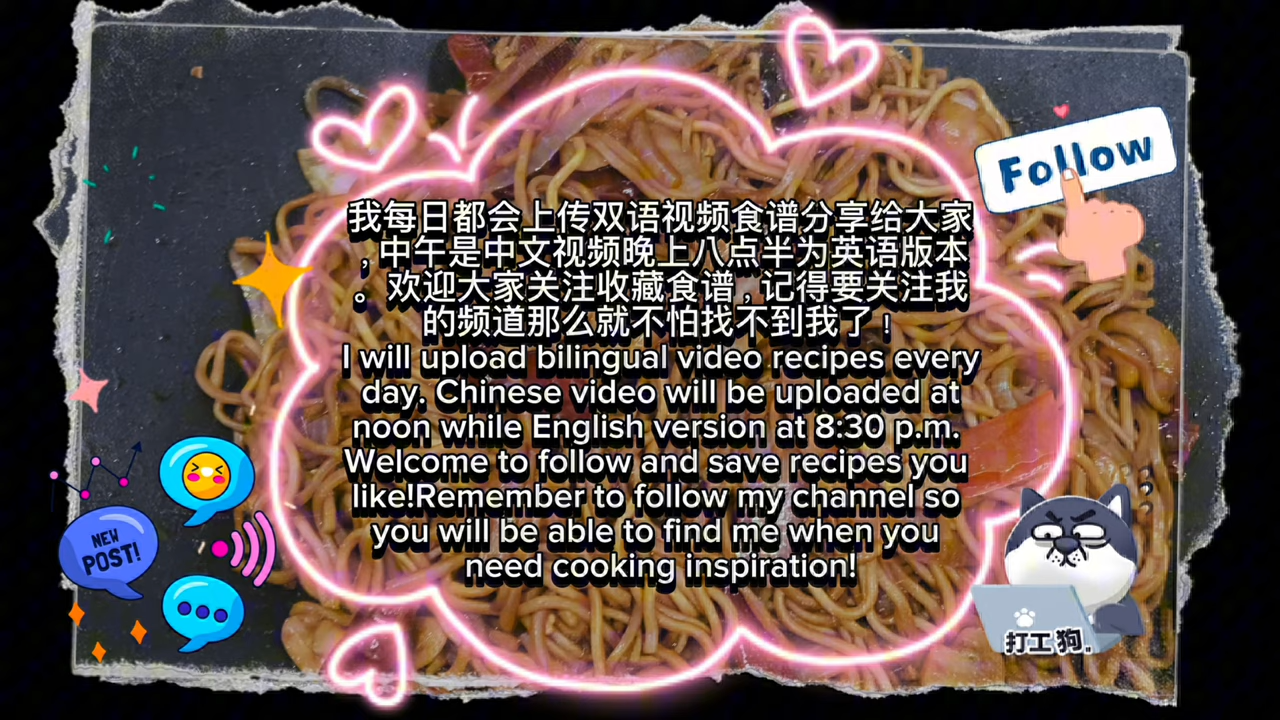 Follow
我每日都会上传双语视频食谱分享给大家
，中午是中文视频晚上八点半为英语版本
。欢迎大家关注收藏食谱，记得要关注我
的频道那么就不怕找不到我了！
I will upload bilingual video recipes every
day. Chinese video will be uploaded at
noon while English version at 8:30 p.m.
Welcome to follow and save recipes you
like!Remember to follow my channel so
you will be able to find me when you
need cooking inspiration!
NEW
POST!
打工狗.